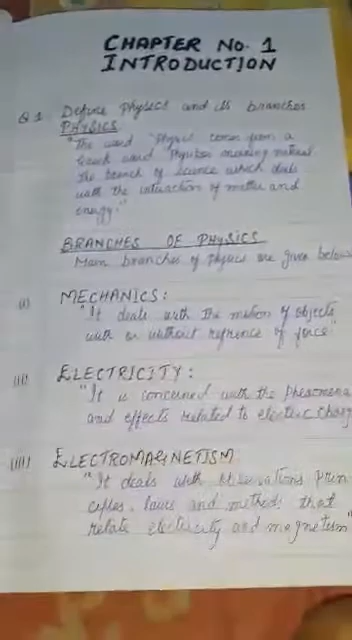 CHAPTER No. 1
INTRODUCTION
Q 1. Define physics and its branches
PHYSICS
"The word "Physics comes from a
word "Physikos meaning natural
The branch of science which deals
with the interaction of matter and
energy."
BRANCHES OF PHYSICS
Main branches of physics are given below
(i) MECHANICS:
"It deals with the motion of objects
with or without refrence of force"
(ii) ELECTRICITY:
"It is concerned with the phenomena
and effects related to electric charg
(iii) ELECTROMAGNETISM
"It deals with observations prin
ciples, laws and methods that
relate electricity and magnetism"